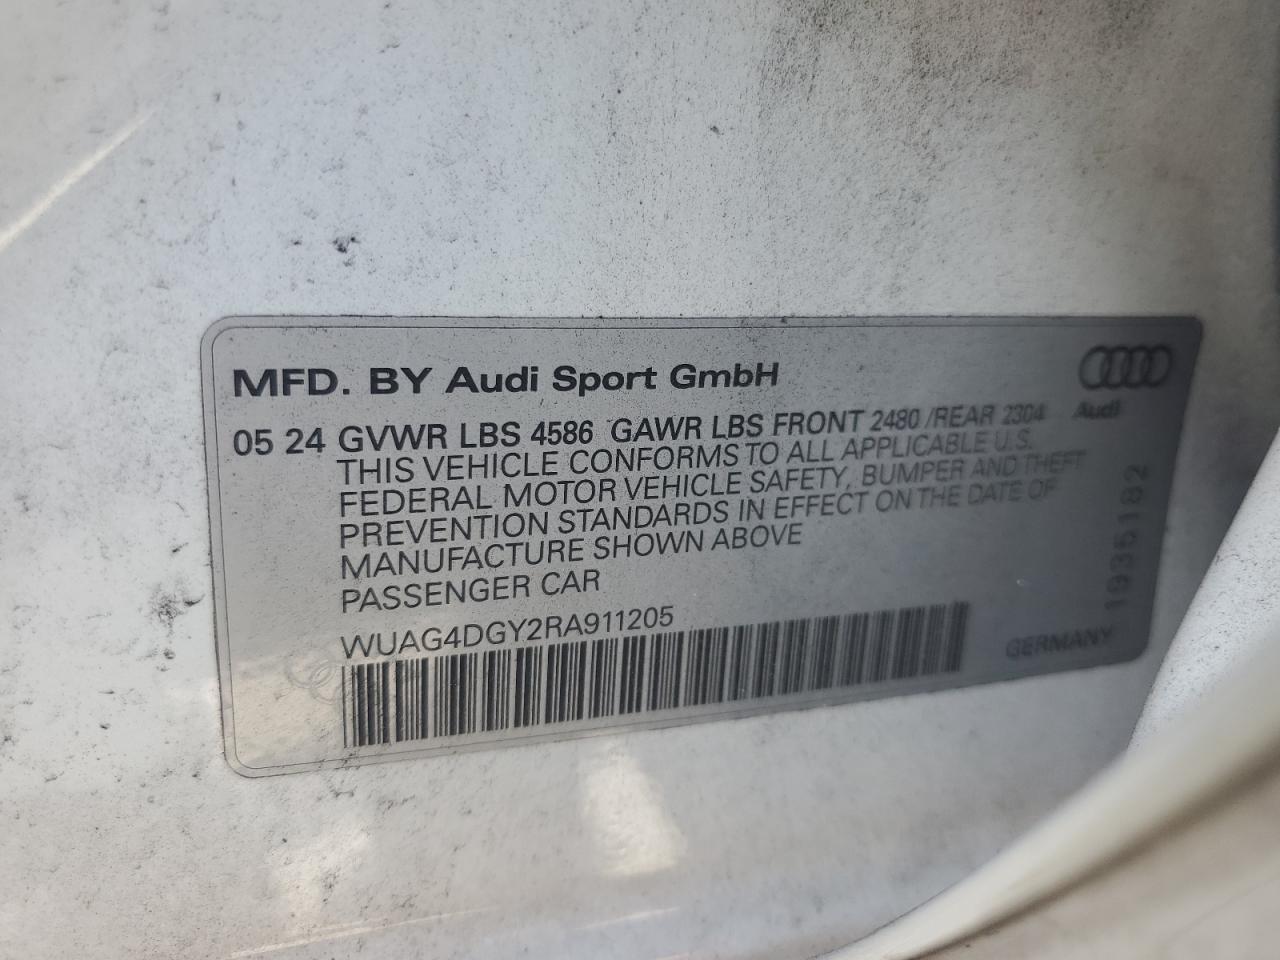 MFD. BY Audi Sport GmbH
Audi
05 24 GVWR LBS 4586 GAWR LBS FRONT 2480 /REAR 2304
THIS VEHICLE CONFORMS TO ALL APPLICABLE U.S.
FEDERAL MOTOR VEHICLE SAFETY, BUMPER AND THEFT
PREVENTION STANDARDS IN EFFECT ON THE DATE OF
MANUFACTURE SHOWN ABOVE
PASSENGER CAR
WUAG4DGY2RA911205
19351182
GERMANY